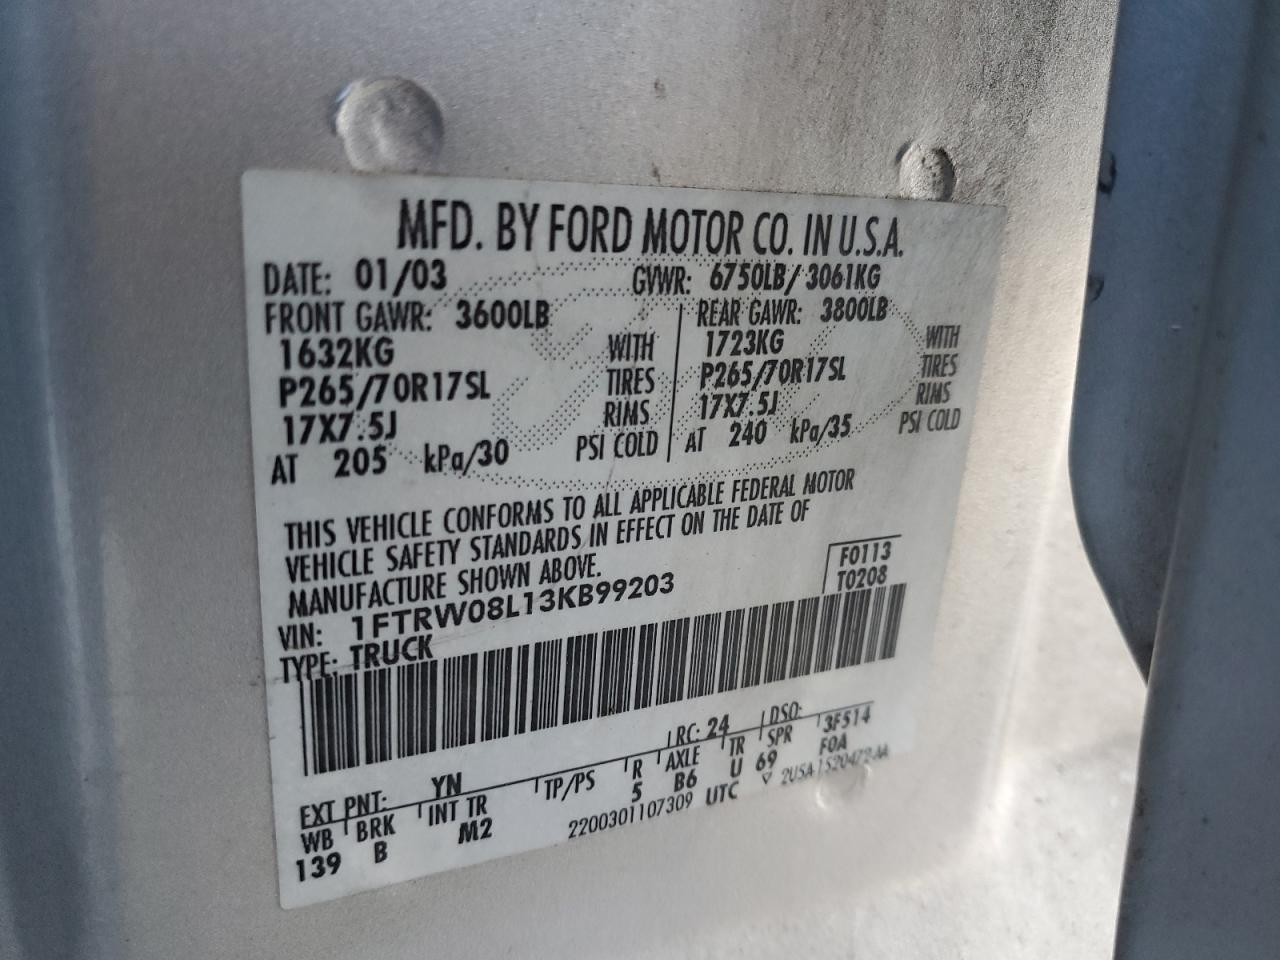 MFD. BY FORD MOTOR CO. IN U.S.A.
DATE: 01/03 GVWR: 6750LB/ 3061KG
FRONT GAWR: 3600LB REAR GAWR: 3800LB
1632KG WITH 1723KG WITH
P265/70R17SL TIRES P265/70R17SL TIRES
17X7.5J RIMS 17X7.5J RIMS
AT 205 kPa/30 PSI COLD AT 240 kPa/35 PSI COLD
THIS VEHICLE CONFORMS TO ALL APPLICABLE FEDERAL MOTOR
VEHICLE SAFETY STANDARDS IN EFFECT ON THE DATE OF
MANUFACTURE SHOWN ABOVE.
F0113
VIN: 1FTRW08L13KB99203 T0208
TYPE: TRUCK
EXT PNT: YN RC: 24 DSO: 3F514
WB BRK INT TR TP/PS R AXLE TR SPR F0A
139 B M2 5 B6 U 69
2200301107309 UTC 2USA 1520472-AA